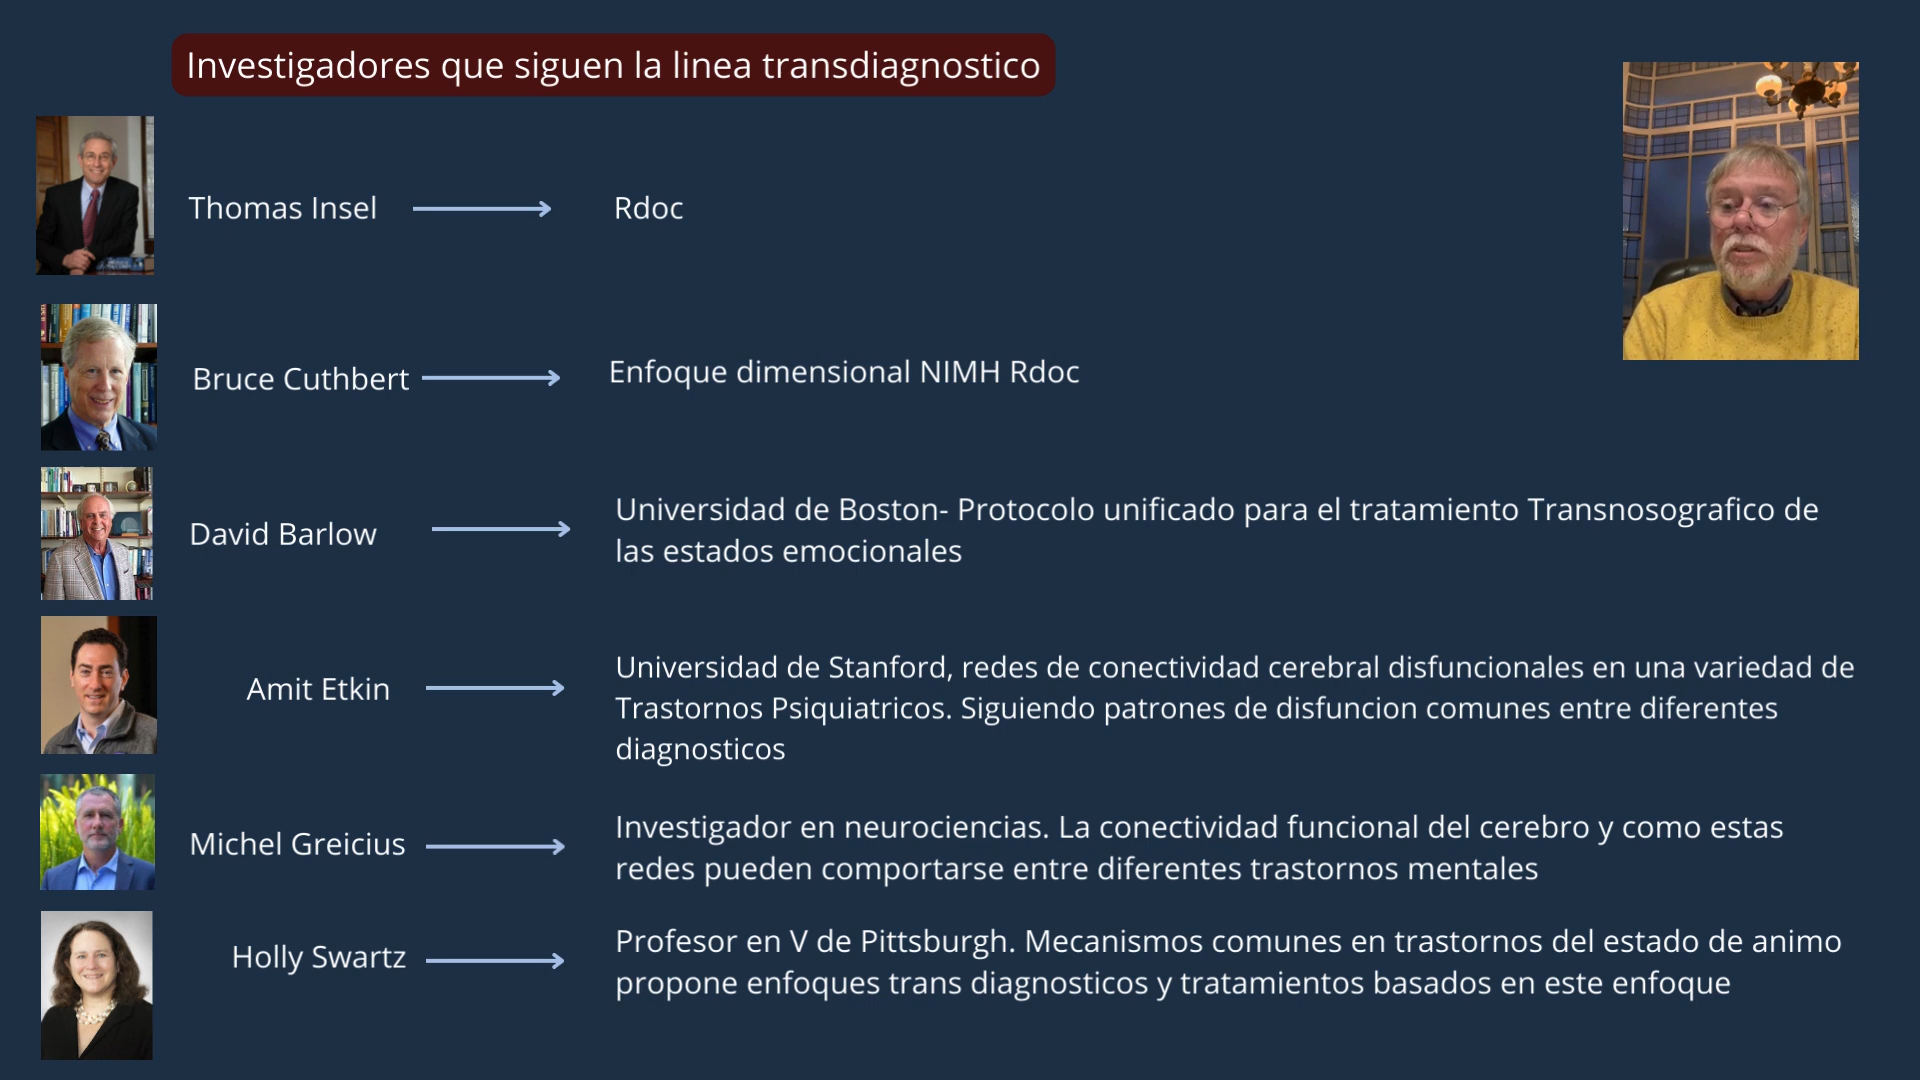 Investigadores que siguen la linea transdiagnostico
Thomas Insel
Rdoc
Bruce Cuthbert
Enfoque dimensional NIMH Rdoc
David Barlow
Universidad de Boston- Protocolo unificado para el tratamiento Transnosografico de
las estados emocionales
Amit Etkin
Universidad de Stanford, redes de conectividad cerebral disfuncionales en una variedad de
Trastornos Psiquiatricos. Siguiendo patrones de disfuncion comunes entre diferentes
diagnosticos
Michel Greicius
Investigador en neurociencias. La conectividad funcional del cerebro y como estas
redes pueden comportarse entre diferentes trastornos mentales
Holly Swartz
Profesor en V de Pittsburgh. Mecanismos comunes en trastornos del estado de animo
propone enfoques trans diagnosticos y tratamientos basados en este enfoque